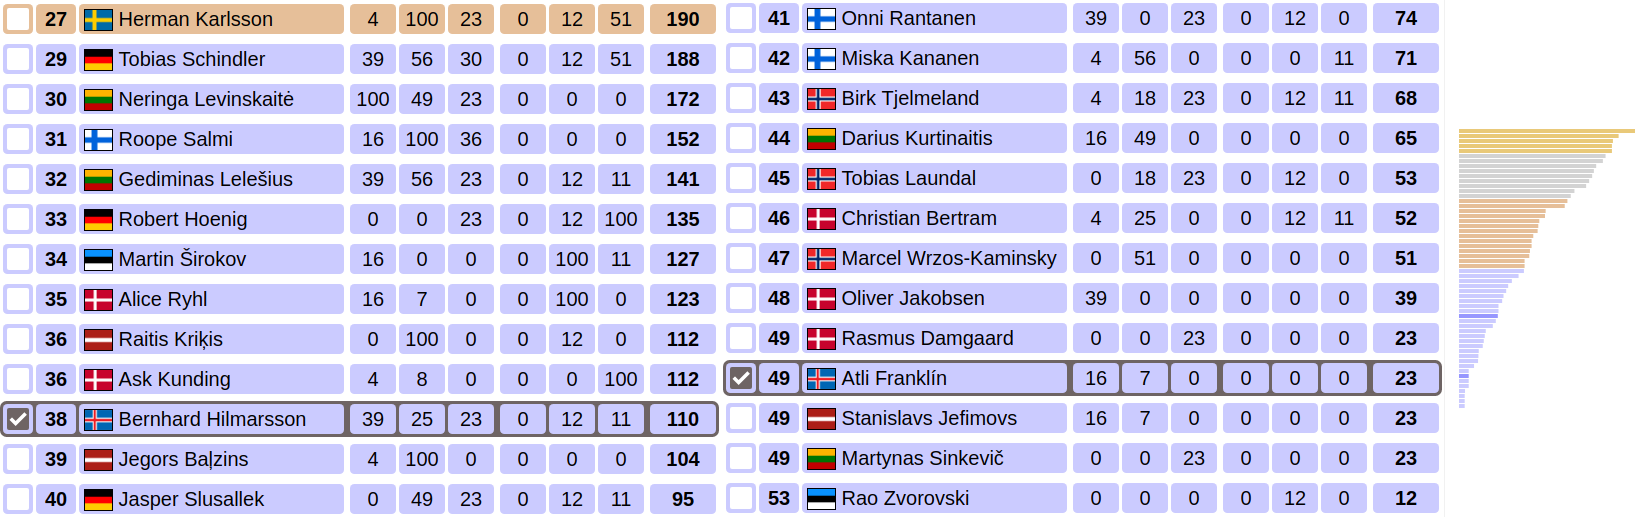 27 Herman Karlsson 4 100 23 0 12 51 190
29 Tobias Schindler 39 56 30 0 12 51 188
30 Neringa Levinskaitė 100 49 23 0 0 0 172
31 Roope Salmi 16 100 36 0 0 0 152
32 Gediminas Lelešius 39 56 23 0 12 11 141
33 Robert Hoenig 0 0 23 0 12 100 135
34 Martin Širokov 16 0 0 0 100 11 127
35 Alice Ryhl 16 7 0 0 100 0 123
36 Raitis Kriķis 0 100 0 0 12 0 112
36 Ask Kunding 4 8 0 0 0 100 112
38 Bernhard Hilmarsson 39 25 23 0 12 11 110
39 Jegors Baļzins 4 100 0 0 0 0 104
40 Jasper Slusallek 0 49 23 0 12 11 95
41 Onni Rantanen 39 0 23 0 12 0 74
42 Miska Kananen 4 56 0 0 0 11 71
43 Birk Tjelmeland 4 18 23 0 12 11 68
44 Darius Kurtinaitis 16 49 0 0 0 0 65
45 Tobias Laundal 0 18 23 0 12 0 53
46 Christian Bertram 4 25 0 0 12 11 52
47 Marcel Wrzos-Kaminsky 0 51 0 0 0 0 51
48 Oliver Jakobsen 39 0 0 0 0 0 39
49 Rasmus Damgaard 0 0 23 0 0 0 23
49 Atli Franklín 16 7 0 0 0 0 23
49 Stanislavs Jefimovs 16 7 0 0 0 0 23
49 Martynas Sinkevič 0 0 23 0 0 0 23
53 Rao Zvorovski 0 0 0 0 12 0 12